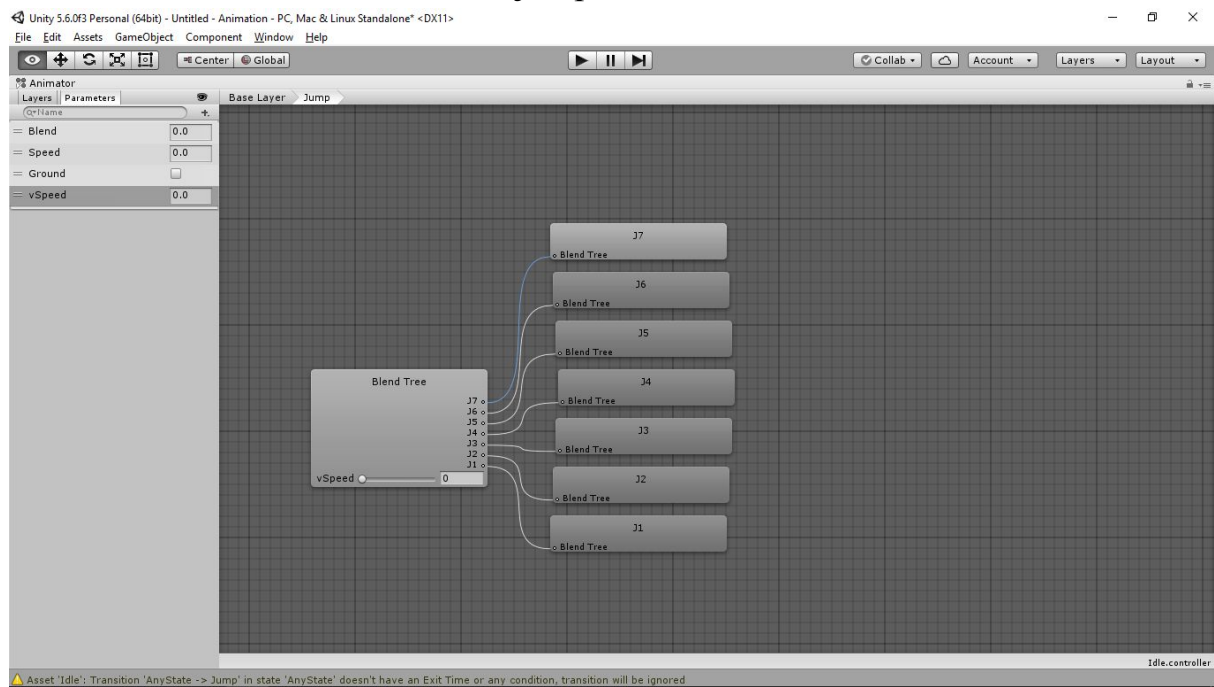 Unity 5.6.0f3 Personal (64bit) - Untitled - Animation - PC, Mac & Linux Standalone* <DX11>
File Edit Assets GameObject Component Window Help
Center Global Collab Account Layers Layout
Animator
Layers Parameters Base Layer Jump
Name
Blend 0.0
Speed 0.0
Ground
vSpeed 0.0
J7
Blend Tree
J6
Blend Tree
J5
Blend Tree
Blend Tree
J7
J6
J5
J4
J3
J2
J1
vSpeed 0
J4
Blend Tree
J3
Blend Tree
J2
Blend Tree
J1
Blend Tree
Idle.controller
Asset 'Idle': Transition 'AnyState -> Jump' in state 'AnyState' doesn't have an Exit Time or any condition, transition will be ignored